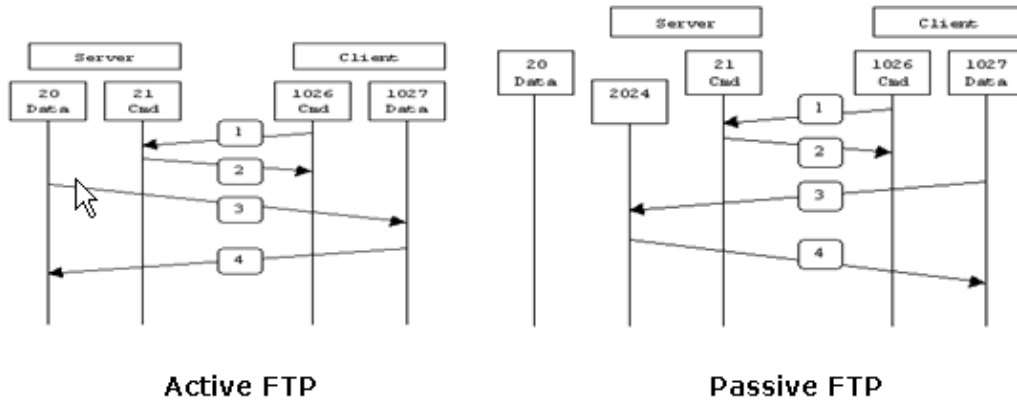 Server
Client
20
Data
21
Cmd
1026
Cmd
1027
Data
1
2
3
4
Active FTP
Server
Client
20
Data
2024
21
Cmd
1026
Cmd
1027
Data
1
2
3
4
Passive FTP